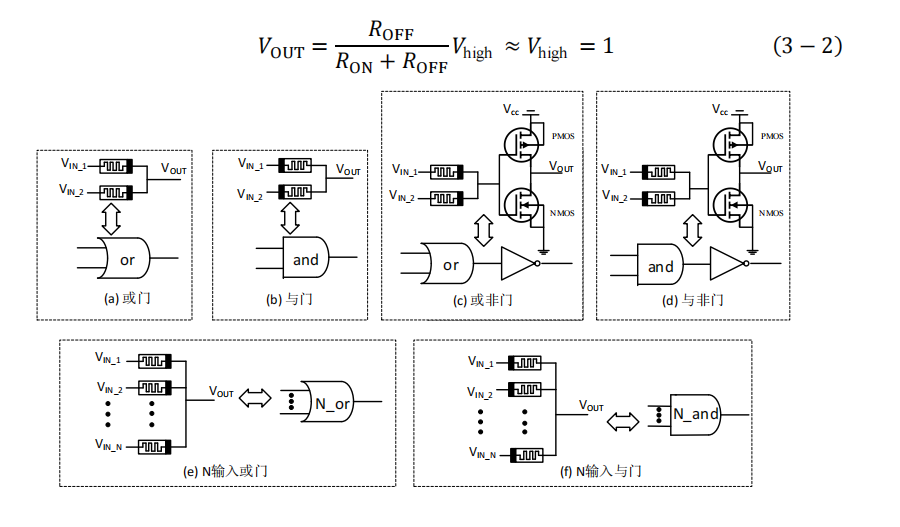 V_OUT = R_OFF / (R_ON + R_OFF) V_high ≈ V_high = 1 (3 − 2)
V_IN_1
V_IN_2
V_OUT
or
(a) 或门
V_IN_1
V_IN_2
V_OUT
and
(b) 与门
V_cc
PMOS
V_IN_1
V_OUT
V_IN_2
NMOS
or
(c) 或非门
V_cc
PMOS
V_IN_1
V_OUT
V_IN_2
NMOS
and
(d) 与非门
V_IN_1
V_IN_2
V_OUT
V_IN_N
N_or
(e) N输入或门
V_IN_1
V_IN_2
V_OUT
V_IN_N
N_and
(f) N输入与门